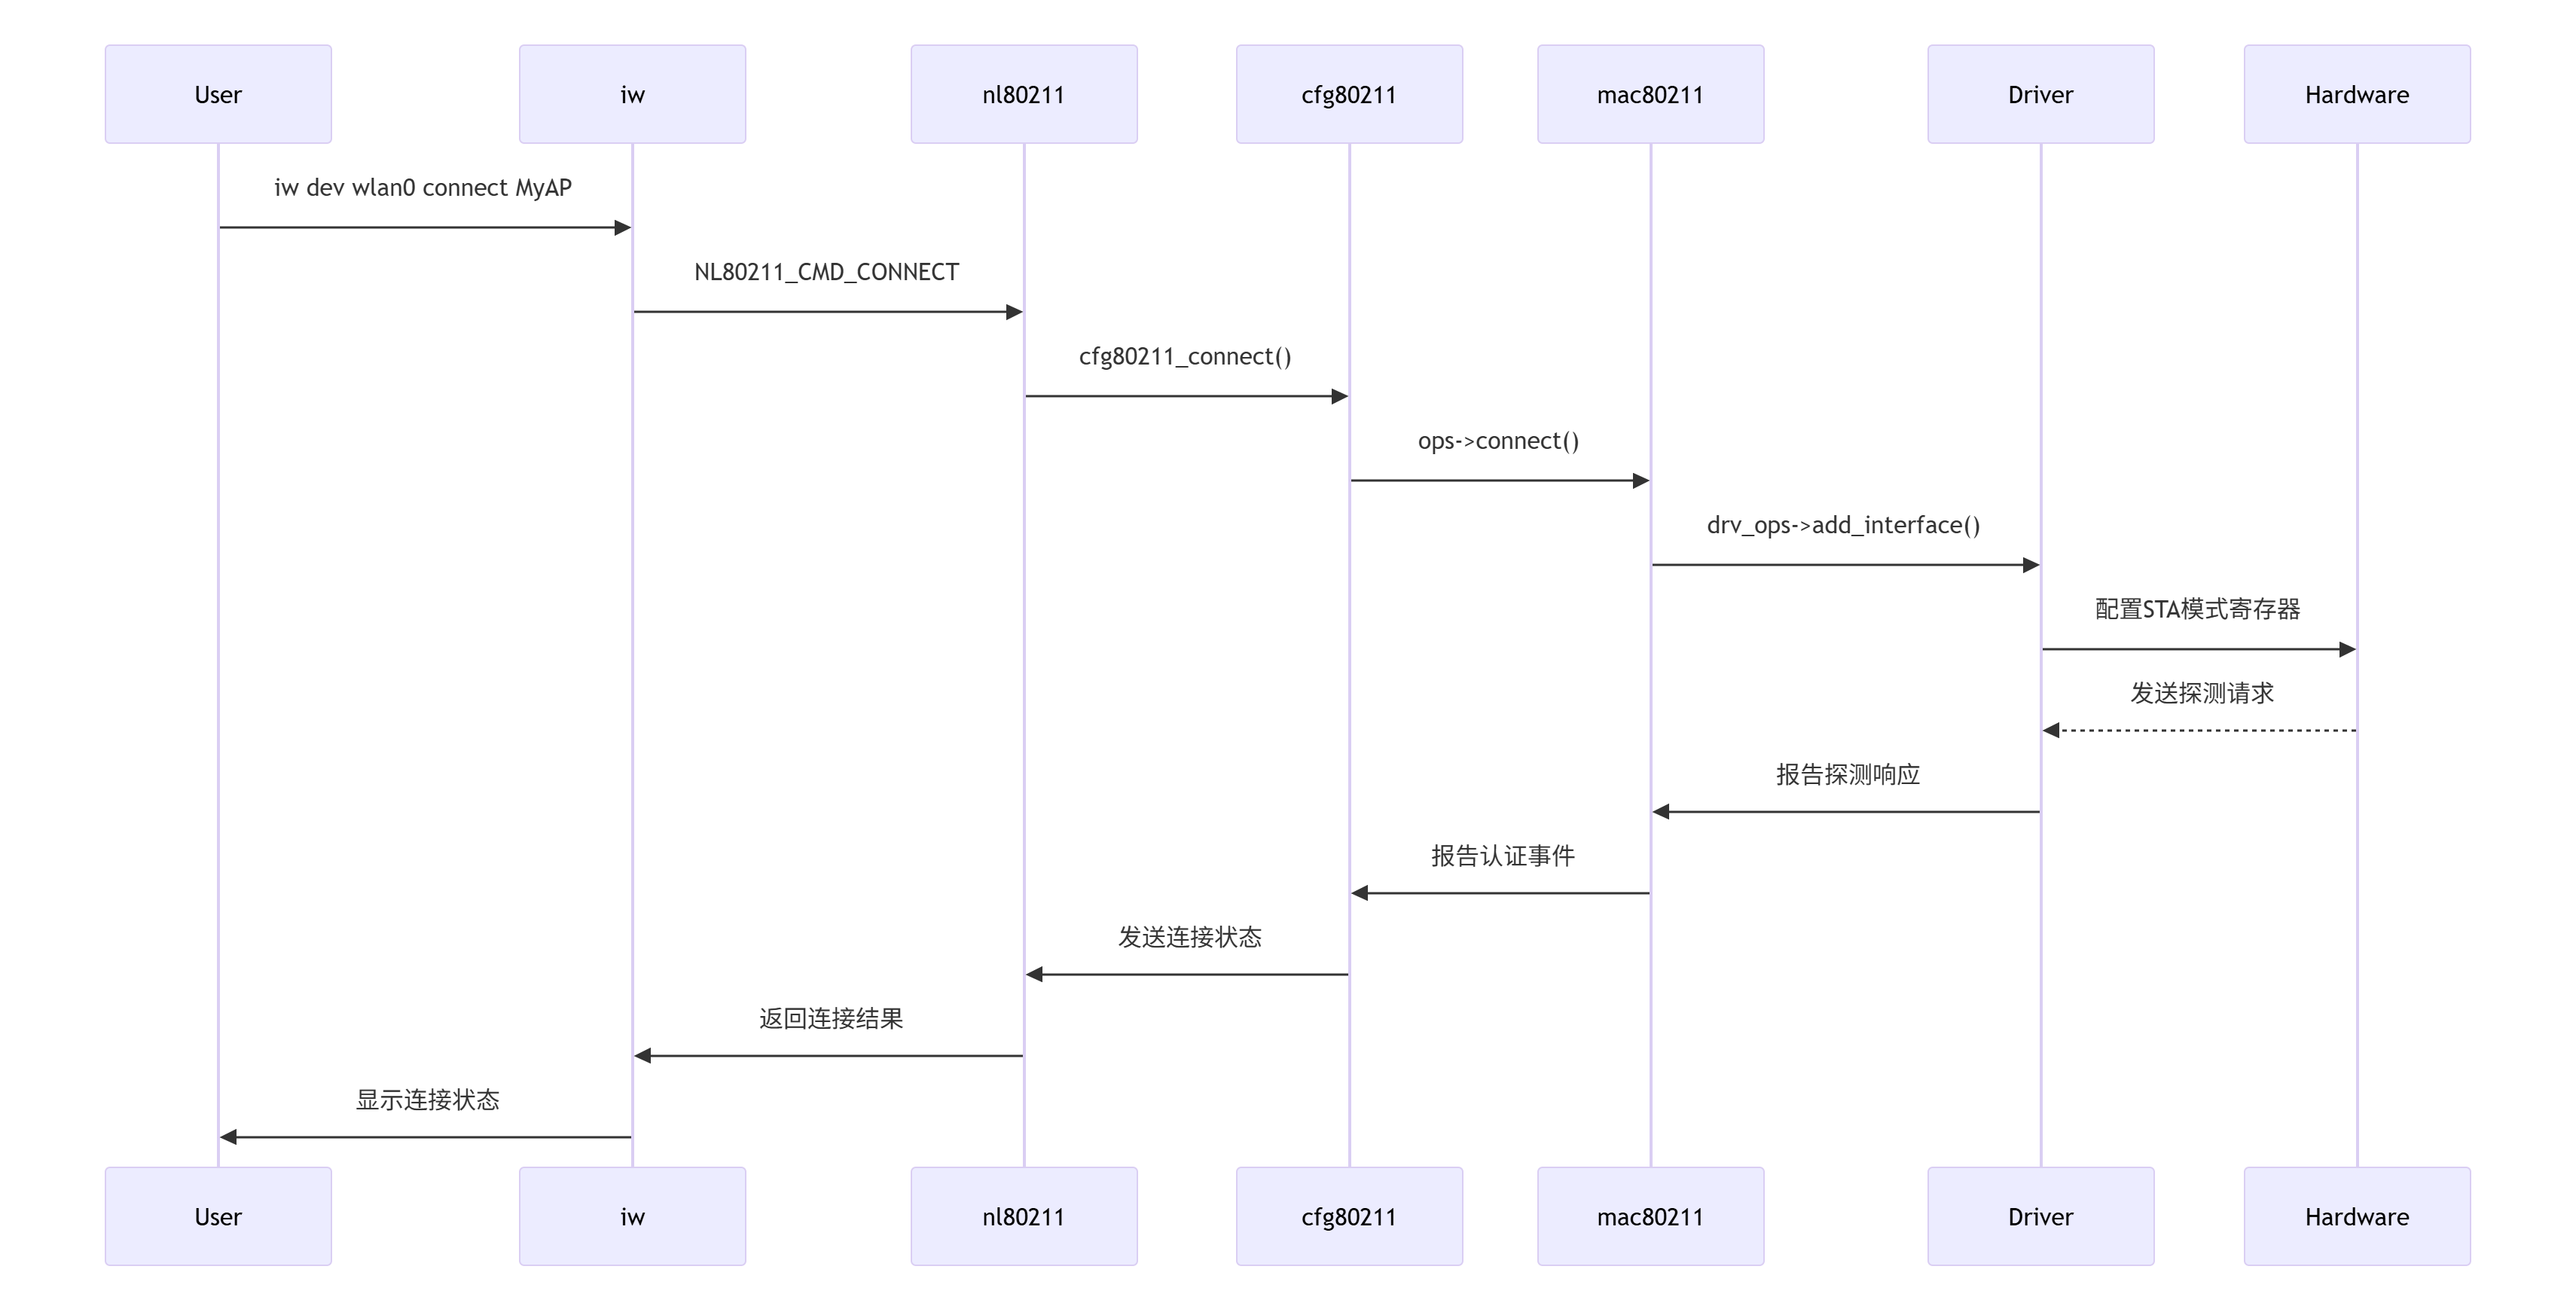 User
iw
nl80211
cfg80211
mac80211
Driver
Hardware
iw dev wlan0 connect MyAP
NL80211_CMD_CONNECT
cfg80211_connect()
ops->connect()
drv_ops->add_interface()
配置STA模式寄存器
发送探测请求
报告探测响应
报告认证事件
发送连接状态
返回连接结果
显示连接状态
User
iw
nl80211
cfg80211
mac80211
Driver
Hardware